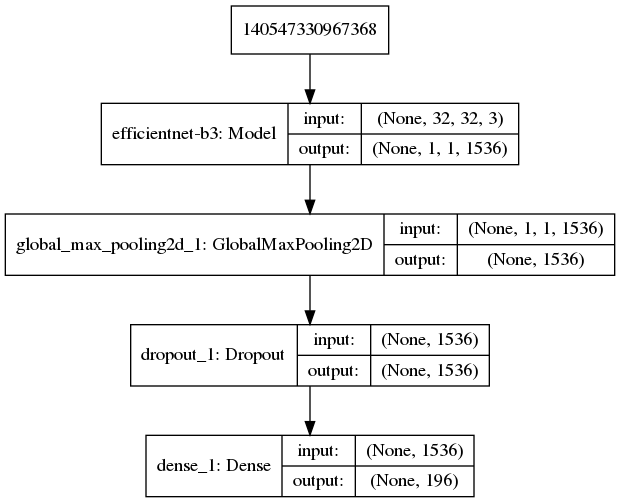 140547330967368
efficientnet-b3: Model
input:
(None, 32, 32, 3)
output:
(None, 1, 1, 1536)
global_max_pooling2d_1: GlobalMaxPooling2D
input:
(None, 1, 1, 1536)
output:
(None, 1536)
dropout_1: Dropout
input:
(None, 1536)
output:
(None, 1536)
dense_1: Dense
input:
(None, 1536)
output:
(None, 196)